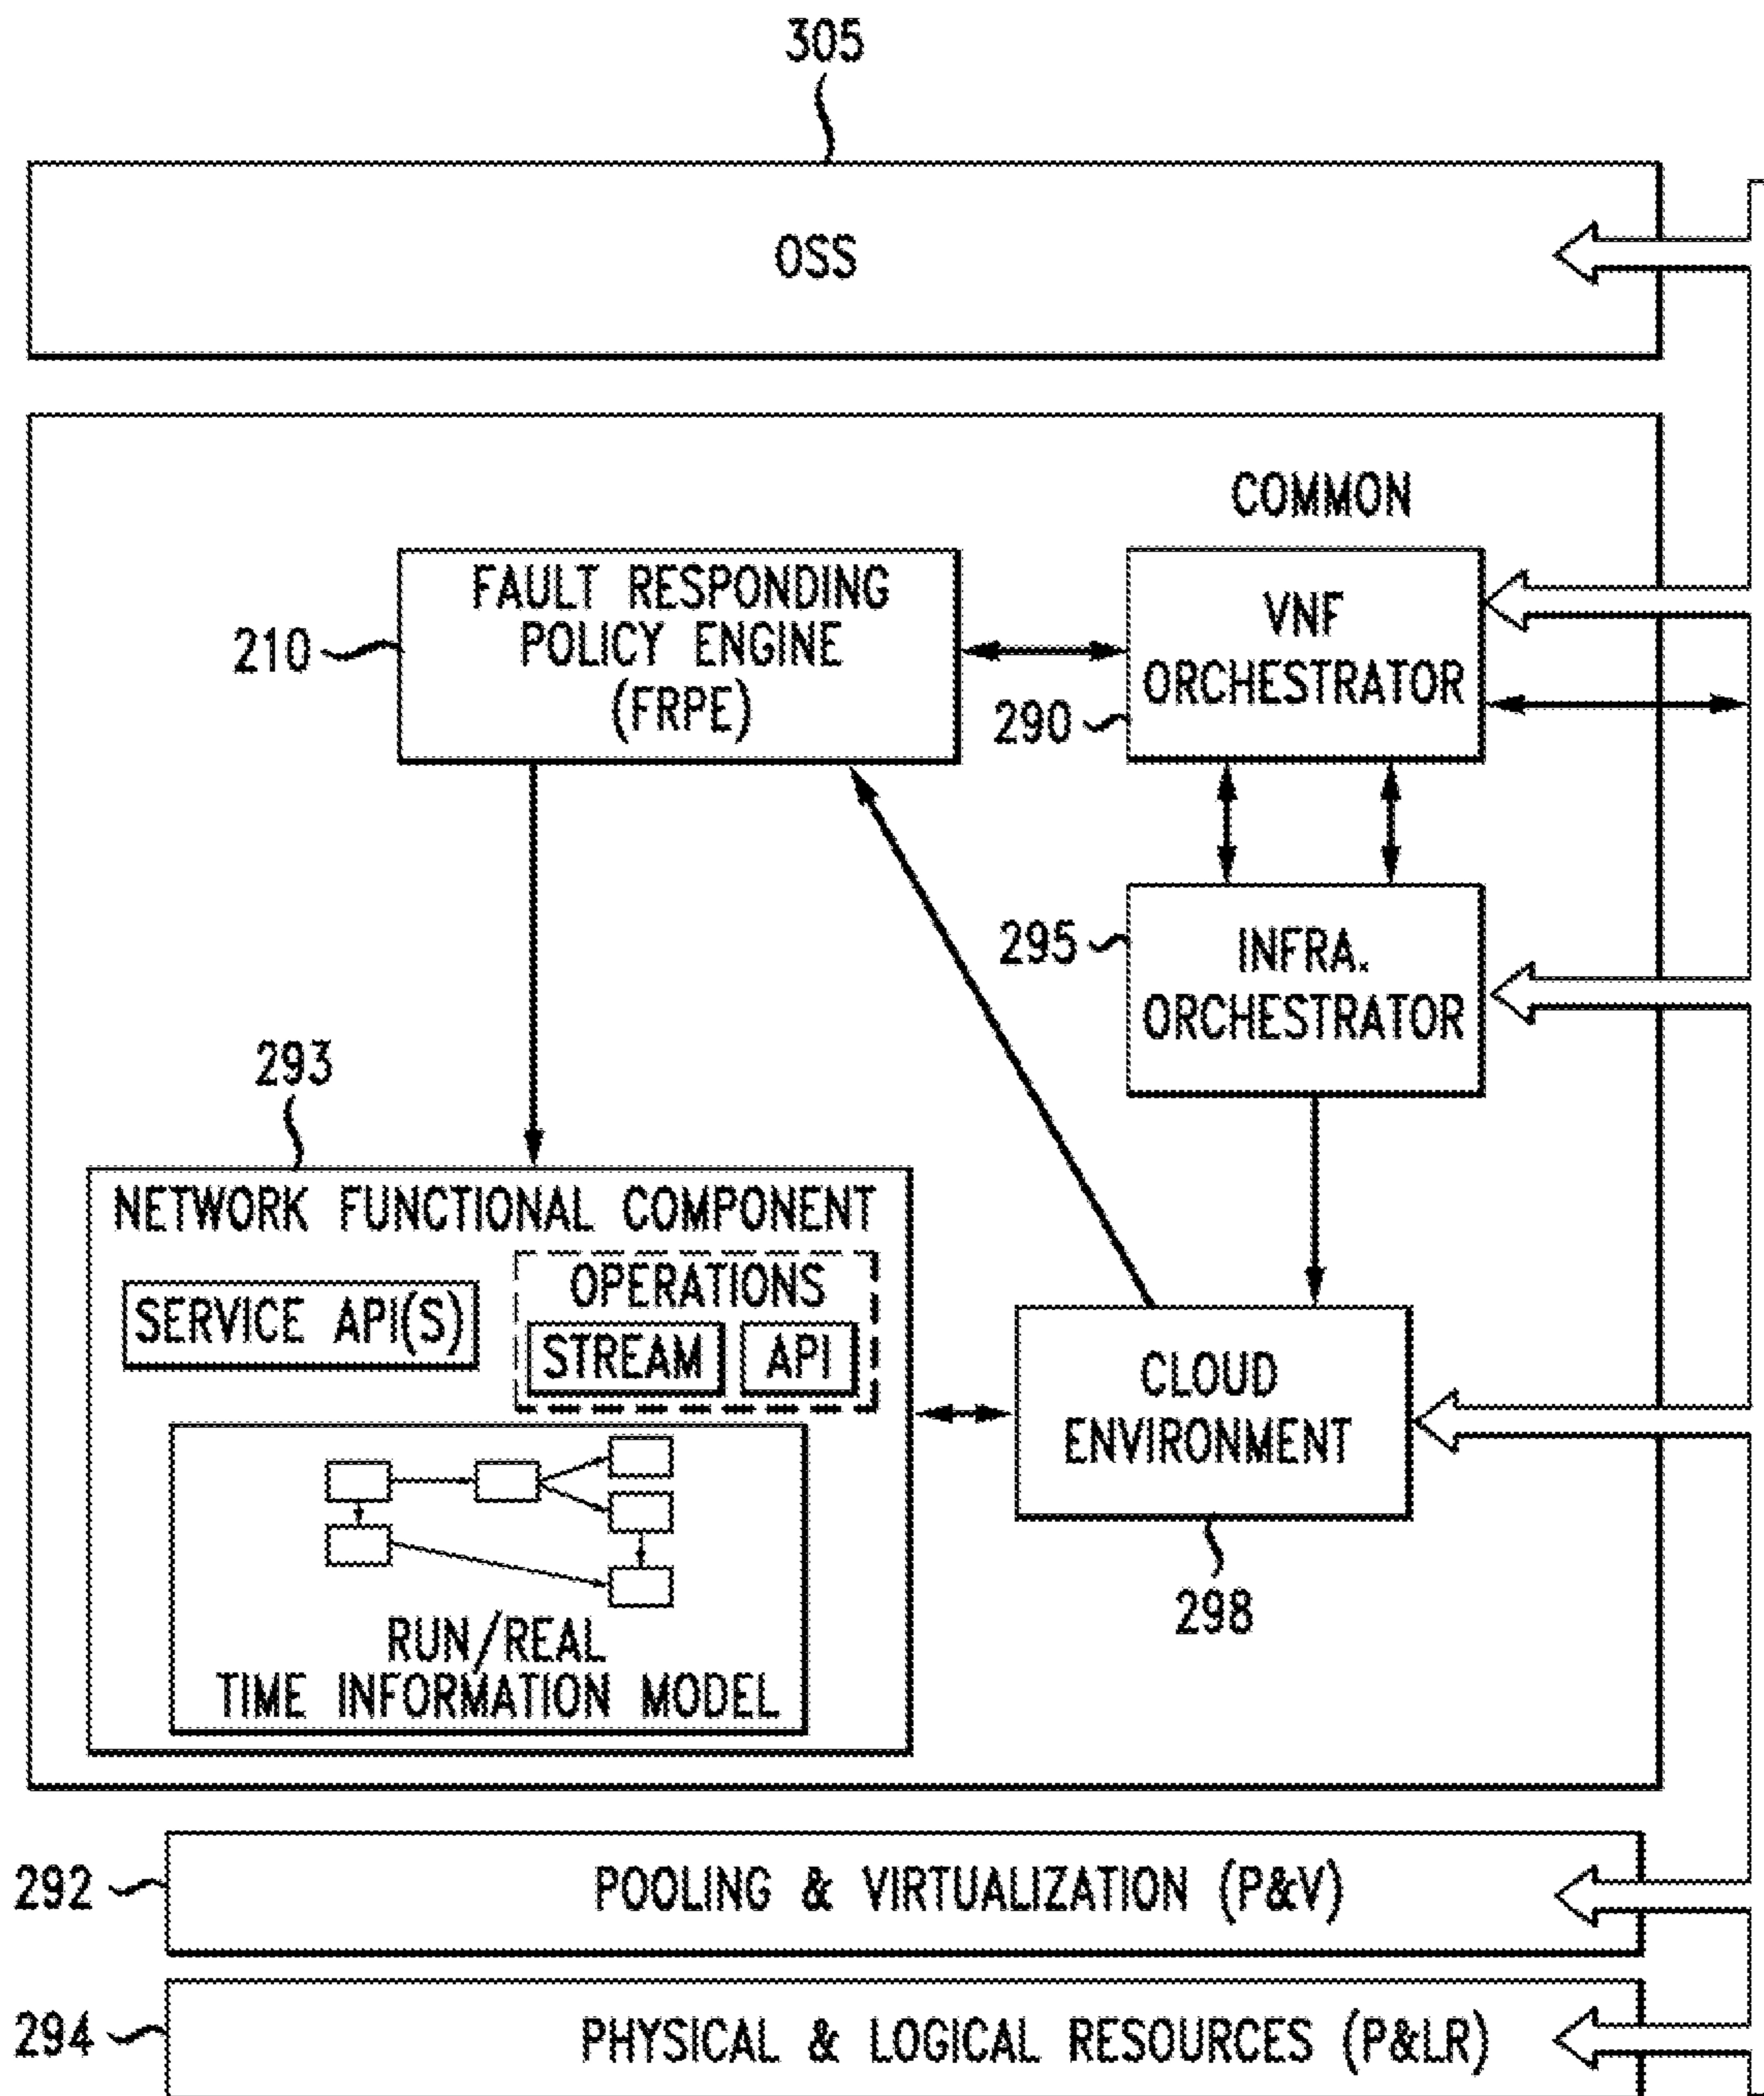 305
OSS
COMMON
FAULT RESPONDING
POLICY ENGINE
(FRPE)
210
VNF
ORCHESTRATOR
290
INFRA.
ORCHESTRATOR
295
293
NETWORK FUNCTIONAL COMPONENT
SERVICE API(S)
OPERATIONS
STREAM
API
RUN/REAL
TIME INFORMATION MODEL
CLOUD
ENVIRONMENT
298
292
POOLING & VIRTUALIZATION (P&V)
294
PHYSICAL & LOGICAL RESOURCES (P&LR)